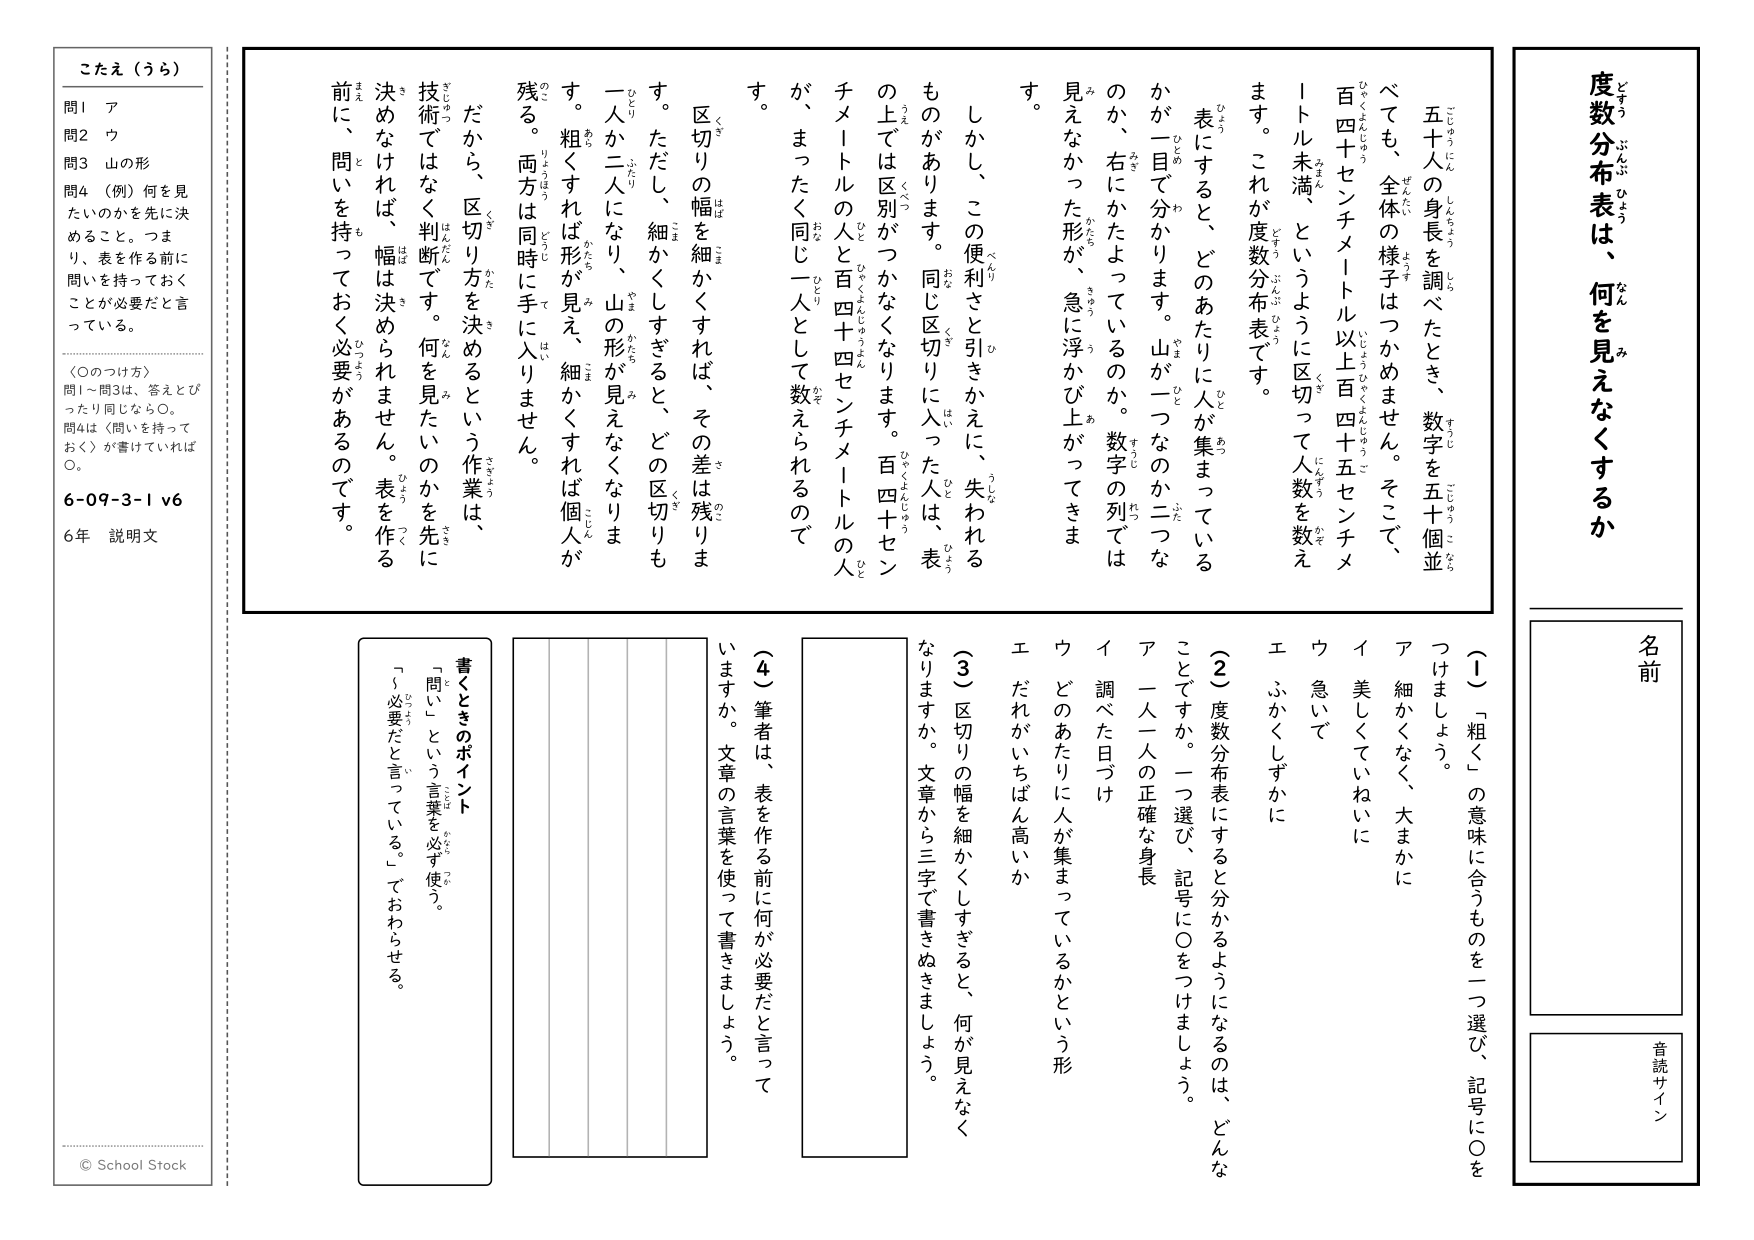 度数分布表は、何を見えなくするか
どすう ぶんぷ ひょう なん み
名前
音読サイン
五十人の身長を調べたとき、数字を五十個並
べても、全体の様子はつかめません。そこで、
百四十センチメートル以上百四十五センチメ
ートル未満、というように区切って人数を数え
ます。これが度数分布表です。
表にすると、どのあたりに人が集まっている
かが一目で分かります。山が一つなのか二つな
のか、右にかたよっているのか。数字の列では
見えなかった形が、急に浮かび上がってきま
す。
しかし、この便利さと引きかえに、失われる
ものがあります。同じ区切りに入った人は、表
の上では区別がつかなくなります。百四十セン
チメートルの人と百四十四センチメートルの人
が、まったく同じ一人として数えられるので
す。
区切りの幅を細かくすれば、その差は残りま
す。ただし、細かくしすぎると、どの区切りも
一人か二人になり、山の形が見えなくなりま
す。粗くすれば形が見え、細かくすれば個人が
残る。両方は同時に手に入りません。
だから、区切り方を決めるという作業は、
技術ではなく判断です。何を見たいのかを先に
決めなければ、幅は決められません。表を作る
前に、問いを持っておく必要があるのです。
(1)「粗く」の意味に合うものを一つ選び、記号に〇を
つけましょう。
ア 細かくなく、大まかに
イ 美しくていねいに
ウ 急いで
エ ふかくしずかに
(2)度数分布表にすると分かるようになるのは、どんな
ことですか。一つ選び、記号に〇をつけましょう。
ア 一人一人の正確な身長
イ 調べた日づけ
ウ どのあたりに人が集まっているかという形
エ だれがいちばん高いか
(3)区切りの幅を細かくしすぎると、何が見えなく
なりますか。文章から三字で書きぬきましょう。
(4)筆者は、表を作る前に何が必要だと言って
いますか。文章の言葉を使って書きましょう。
書くときのポイント
「問い」という言葉を必ず使う。
「～必要だと言っている。」でおわらせる。
こたえ（うら）
問1 ア
問2 ウ
問3 山の形
問4 （例）何を見
たいのかを先に決
めること。つま
り、表を作る前に
問いを持っておく
ことが必要だと言
っている。
〈〇のつけ方〉
問1～問3は、答えとぴ
ったり同じなら〇。
問4は〈問いを持って
おく〉が書けていれば
〇。
6-09-3-1 v6
6年 説明文
© School Stock